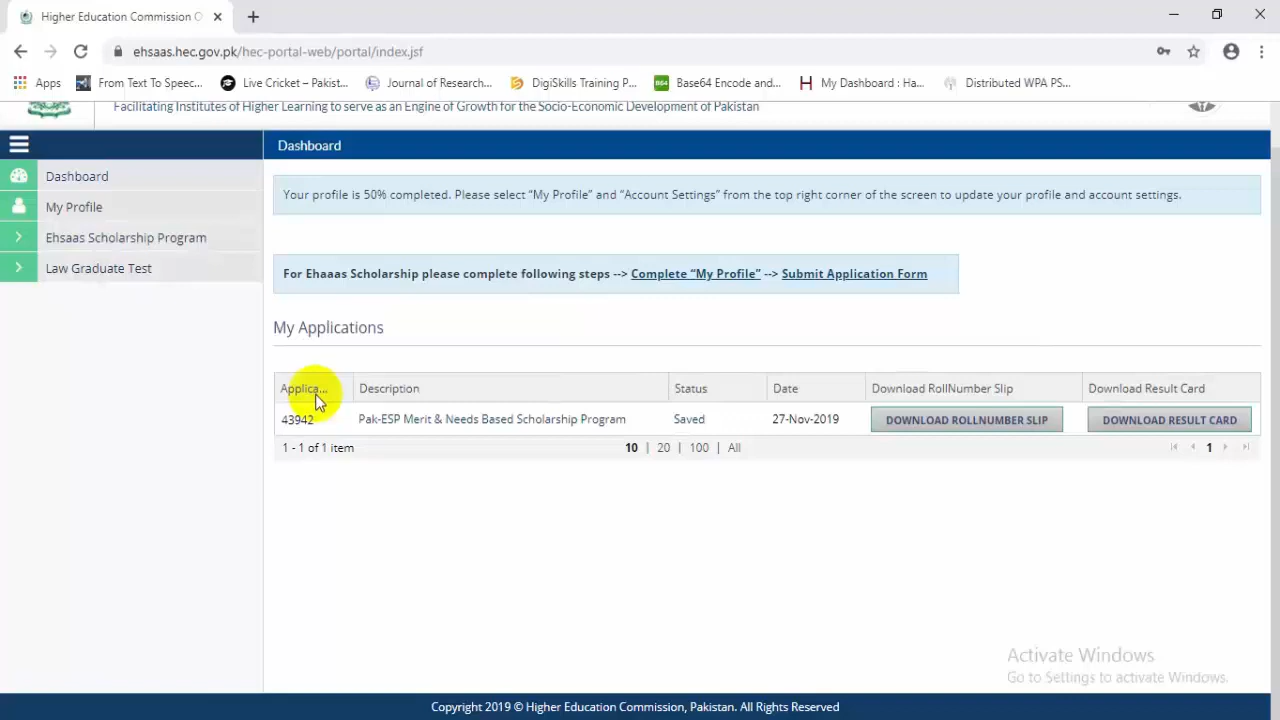 Higher Education Commission O
ehsaas.hec.gov.pk/hec-portal-web/portal/index.jsf
Apps From Text To Speec... Live Cricket – Pakist... Journal of Research... DigiSkills Training P... Base64 Encode and... My Dashboard : Ha... Distributed WPA PS...
Facilitating Institutes of Higher Learning to serve as an Engine of Growth for the Socio-Economic Development of Pakistan
Dashboard
Dashboard
My Profile
Ehsaas Scholarship Program
Law Graduate Test
Your profile is 50% completed. Please select “My Profile” and “Account Settings” from the top right corner of the screen to update your profile and account settings.
For Ehaaas Scholarship please complete following steps --> Complete “My Profile” --> Submit Application Form
My Applications
Applica... Description Status Date Download RollNumber Slip Download Result Card
43942 Pak-ESP Merit & Needs Based Scholarship Program Saved 27-Nov-2019 DOWNLOAD ROLLNUMBER SLIP DOWNLOAD RESULT CARD
1 - 1 of 1 item 10 | 20 | 100 | All 1
Activate Windows
Go to Settings to activate Windows.
Copyright 2019 © Higher Education Commission, Pakistan. All Rights Reserved